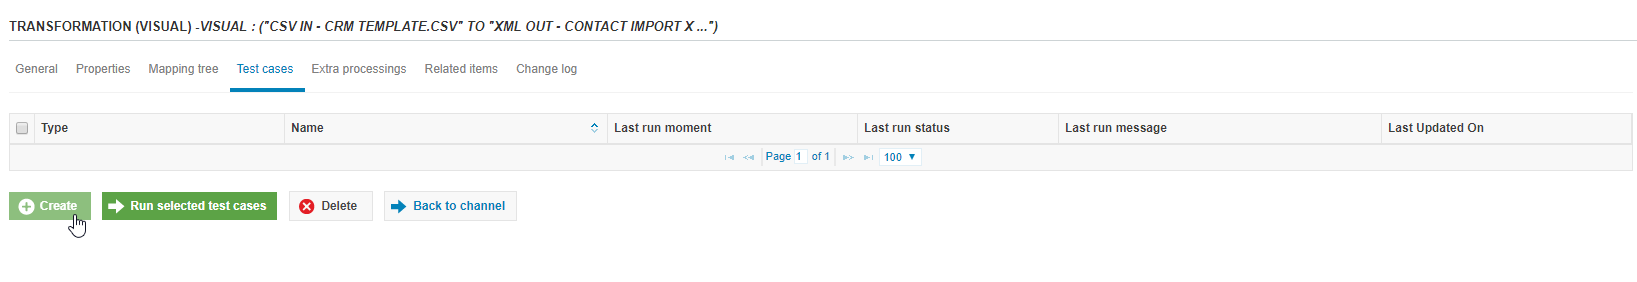 TRANSFORMATION (VISUAL) -VISUAL : ("CSV IN - CRM TEMPLATE.CSV" TO "XML OUT - CONTACT IMPORT X ...")
General Properties Mapping tree Test cases Extra processings Related items Change log
Type Name Last run moment Last run status Last run message Last Updated On
Page 1 of 1 100
Create Run selected test cases Delete Back to channel